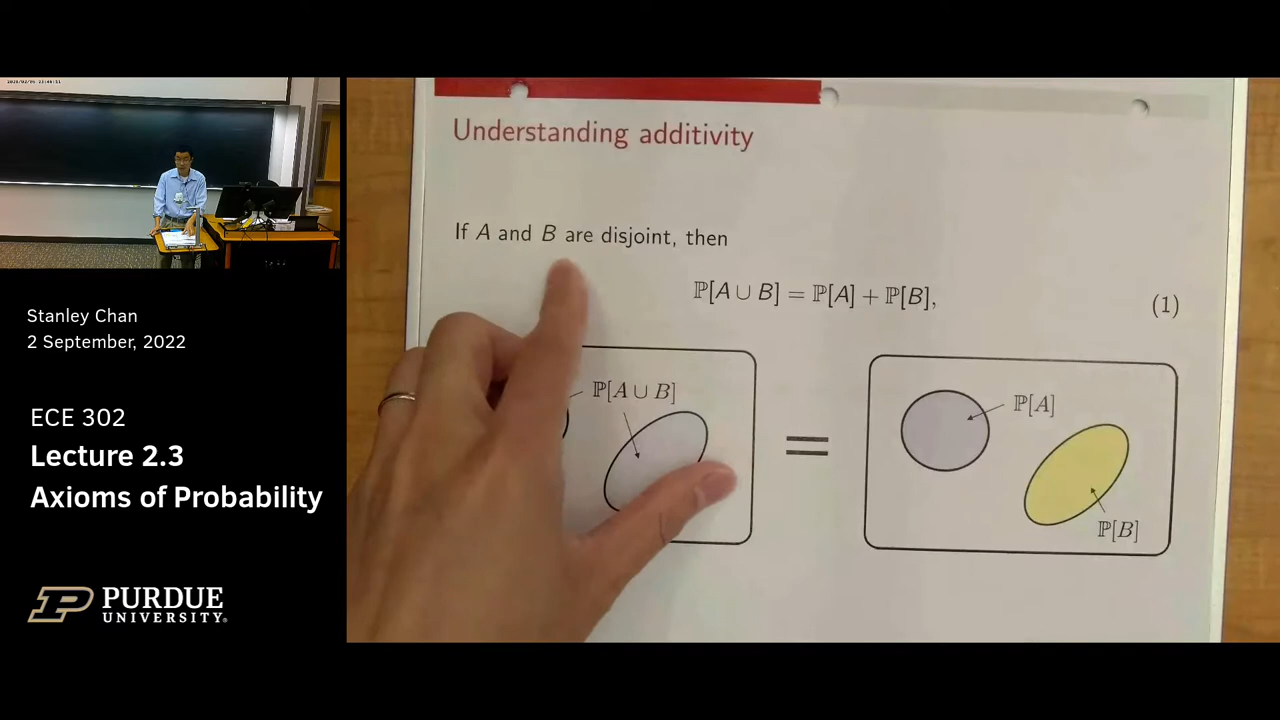 Understanding additivity
If A and B are disjoint, then
ℙ[A ∪ B] = ℙ[A] + ℙ[B], (1)
ℙ[A ∪ B]
=
ℙ[A]
ℙ[B]
Stanley Chan
2 September, 2022
ECE 302
Lecture 2.3
Axioms of Probability
P PURDUE
UNIVERSITY.